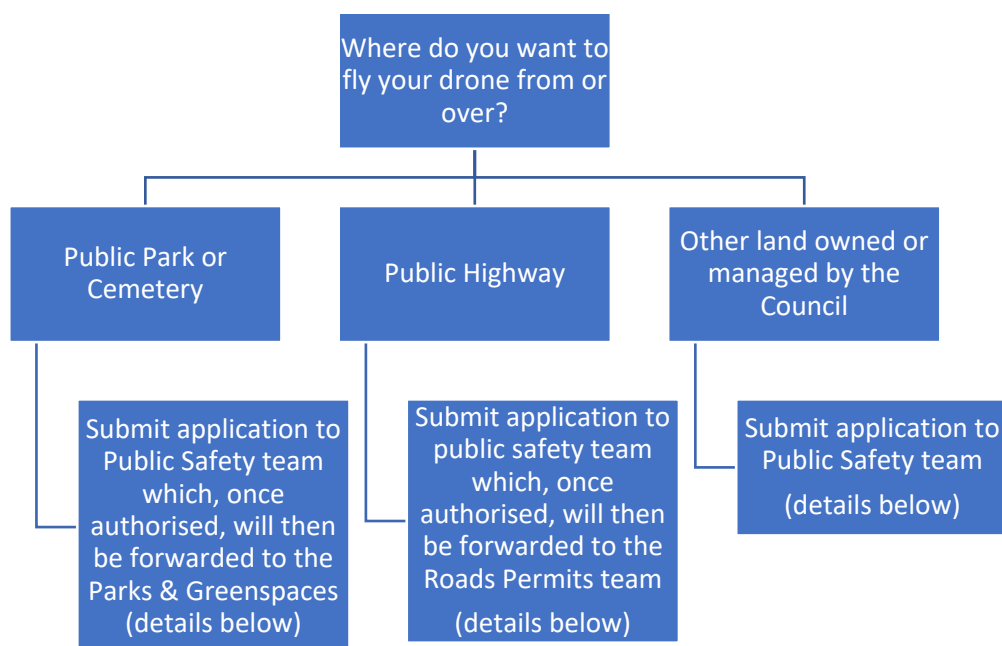 Where do you want to
fly your drone from or
over?
Public Park or
Cemetery
Public Highway
Other land owned or
managed by the
Council
Submit application to
Public Safety team
which, once
authorised, will then
be forwarded to the
Parks & Greenspaces
(details below)
Submit application to
public safety team
which, once
authorised, will then
be forwarded to the
Roads Permits team
(details below)
Submit application to
Public Safety team
(details below)